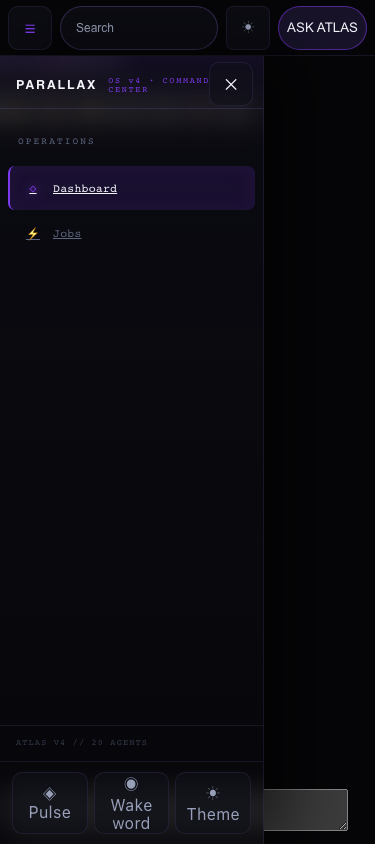 Search
ASK ATLAS
PARALLAX
OS v4 · COMMAND
CENTER
OPERATIONS
Dashboard
Jobs
ATLAS V4 // 20 AGENTS
Pulse
Wake
word
Theme